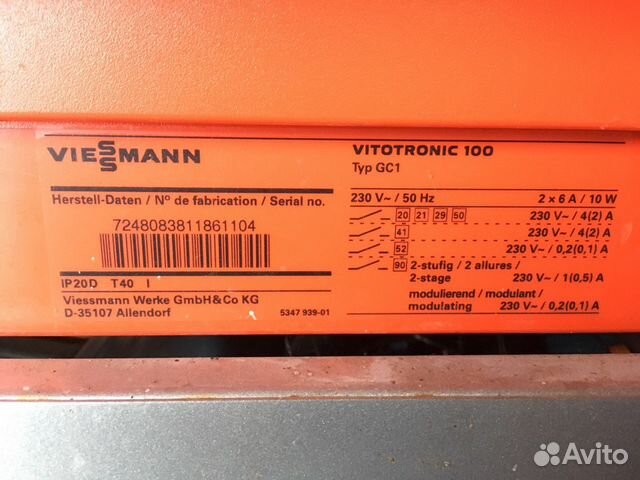 VIESSMANN
Herstell-Daten / Nº de fabrication / Serial no.
7248083811861104
IP20D T40 I
Viessmann Werke GmbH & Co KG
D-35107 Allendorf
5347 939-01
VITOTRONIC 100
Typ GC1
230 V~ / 50 Hz 2 x 6 A / 10 W
20 21 29 50 230 V~ / 4(2) A
41 230 V~ / 4(2) A
52 230 V~ / 0,2(0,1) A
90 2-stufig / 2 allures /
2-stage 230 V~ / 1(0,5) A
modulierend / modulant /
modulating 230 V~ / 0,2(0,1) A
Avito